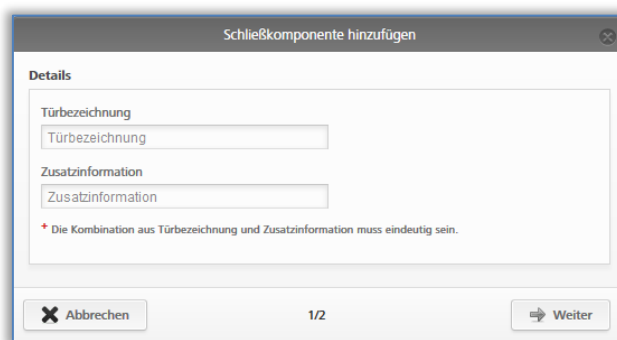 Schließkomponente hinzufügen
Details
Türbezeichnung
Türbezeichnung
Zusatzinformation
Zusatzinformation
* Die Kombination aus Türbezeichnung und Zusatzinformation muss eindeutig sein.
Abbrechen 1/2 Weiter